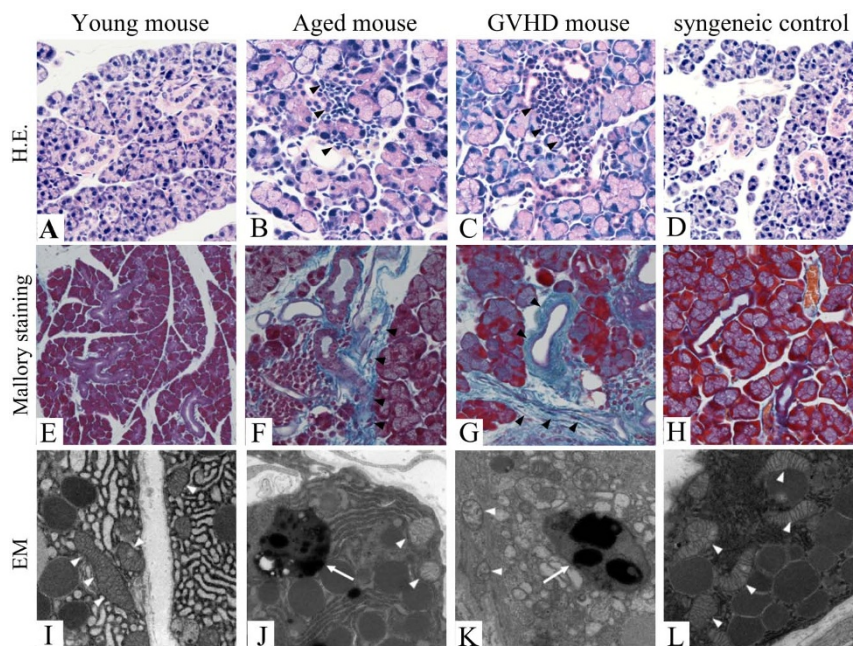 Young mouse Aged mouse GVHD mouse syngeneic control
H.E.
A B C D
Mallory staining
E F G H
EM
I J K L